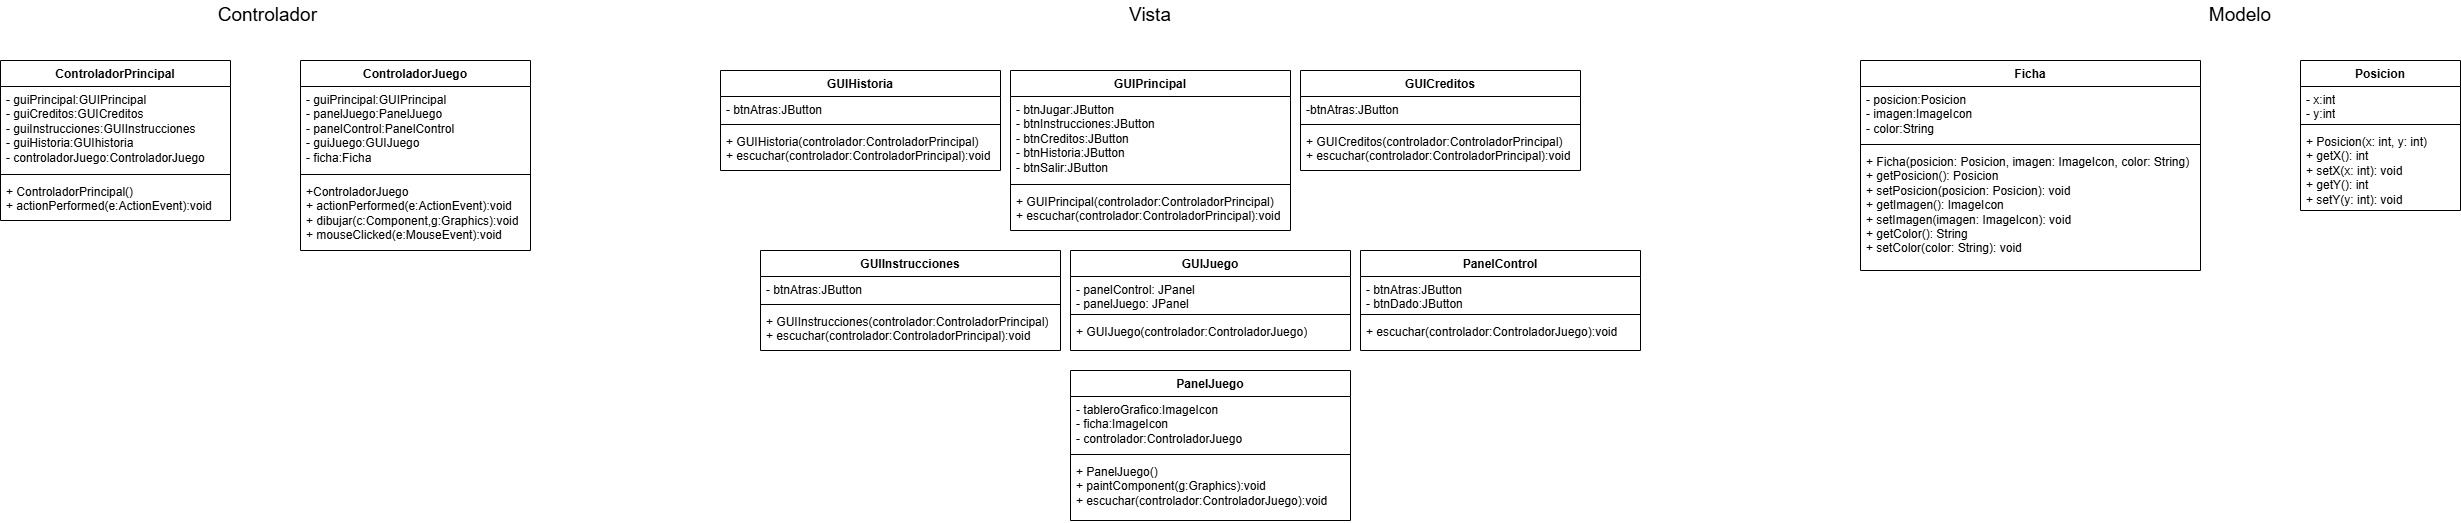 Controlador
Vista
Modelo
ControladorPrincipal
- guiPrincipal:GUIPrincipal
- guiCreditos:GUICreditos
- guiInstrucciones:GUIInstrucciones
- guiHistoria:GUIhistoria
- controladorJuego:ControladorJuego
+ ControladorPrincipal()
+ actionPerformed(e:ActionEvent):void
ControladorJuego
- guiPrincipal:GUIPrincipal
- panelJuego:PanelJuego
- panelControl:PanelControl
- guiJuego:GUIJuego
- ficha:Ficha
+ControladorJuego
+ actionPerformed(e:ActionEvent):void
+ dibujar(c:Component,g:Graphics):void
+ mouseClicked(e:MouseEvent):void
GUIHistoria
- btnAtras:JButton
+ GUIHistoria(controlador:ControladorPrincipal)
+ escuchar(controlador:ControladorPrincipal):void
GUIPrincipal
- btnJugar:JButton
- btnInstrucciones:JButton
- btnCreditos:JButton
- btnHistoria:JButton
- btnSalir:JButton
+ GUIPrincipal(controlador:ControladorPrincipal)
+ escuchar(controlador:ControladorPrincipal):void
GUICreditos
-btnAtras:JButton
+ GUICreditos(controlador:ControladorPrincipal)
+ escuchar(controlador:ControladorPrincipal):void
GUIInstrucciones
- btnAtras:JButton
+ GUIInstrucciones(controlador:ControladorPrincipal)
+ escuchar(controlador:ControladorPrincipal):void
GUIJuego
- panelControl: JPanel
- panelJuego: JPanel
+ GUIJuego(controlador:ControladorJuego)
PanelControl
- btnAtras:JButton
- btnDado:JButton
+ escuchar(controlador:ControladorJuego):void
PanelJuego
- tableroGrafico:ImageIcon
- ficha:ImageIcon
- controlador:ControladorJuego
+ PanelJuego()
+ paintComponent(g:Graphics):void
+ escuchar(controlador:ControladorJuego):void
Ficha
- posicion:Posicion
- imagen:ImageIcon
- color:String
+ Ficha(posicion: Posicion, imagen: ImageIcon, color: String)
+ getPosicion(): Posicion
+ setPosicion(posicion: Posicion): void
+ getImagen(): ImageIcon
+ setImagen(imagen: ImageIcon): void
+ getColor(): String
+ setColor(color: String): void
Posicion
- x:int
- y:int
+ Posicion(x: int, y: int)
+ getX(): int
+ setX(x: int): void
+ getY(): int
+ setY(y: int): void